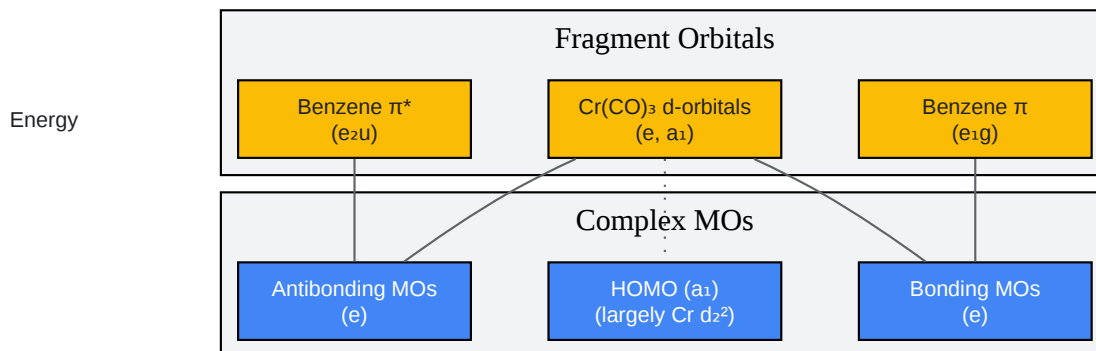 Fragment Orbitals
Energy
Benzene π*
(e₂u)
Cr(CO)₃ d-orbitals
(e, a₁)
Benzene π
(e₁g)
Complex MOs
Antibonding MOs
(e)
HOMO (a₁)
(largely Cr d₂²)
Bonding MOs
(e)